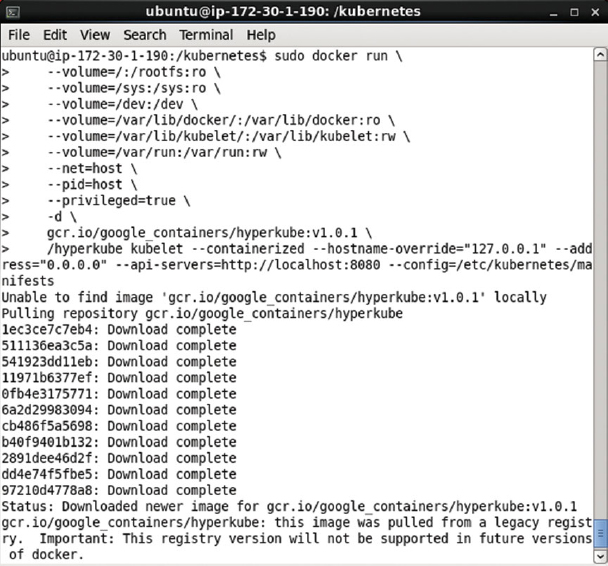 ubuntu@ip-172-30-1-190: /kubernetes
File Edit View Search Terminal Help
ubuntu@ip-172-30-1-190:/kubernetes$ sudo docker run \
>     --volume=/:/rootfs:ro \
>     --volume=/sys:/sys:ro \
>     --volume=/dev:/dev \
>     --volume=/var/lib/docker/:/var/lib/docker:ro \
>     --volume=/var/lib/kubelet/:/var/lib/kubelet:rw \
>     --volume=/var/run:/var/run:rw \
>     --net=host \
>     --pid=host \
>     --privileged=true \
>     -d \
>     gcr.io/google_containers/hyperkube:v1.0.1 \
>     /hyperkube kubelet --containerized --hostname-override="127.0.0.1" --add
ress="0.0.0.0" --api-servers=http://localhost:8080 --config=/etc/kubernetes/ma
nifests
Unable to find image 'gcr.io/google_containers/hyperkube:v1.0.1' locally
Pulling repository gcr.io/google_containers/hyperkube
1ec3ce7c7eb4: Download complete
511136ea3c5a: Download complete
541923dd11eb: Download complete
11971b6377ef: Download complete
0fb4e3175771: Download complete
6a2d29983094: Download complete
cb486f5a5698: Download complete
b40f9401b132: Download complete
2891dee46d2f: Download complete
dd4e74f5fbe5: Download complete
97210d4778a8: Download complete
Status: Downloaded newer image for gcr.io/google_containers/hyperkube:v1.0.1
gcr.io/google_containers/hyperkube: this image was pulled from a legacy regist
ry.  Important: This registry version will not be supported in future versions
 of docker.